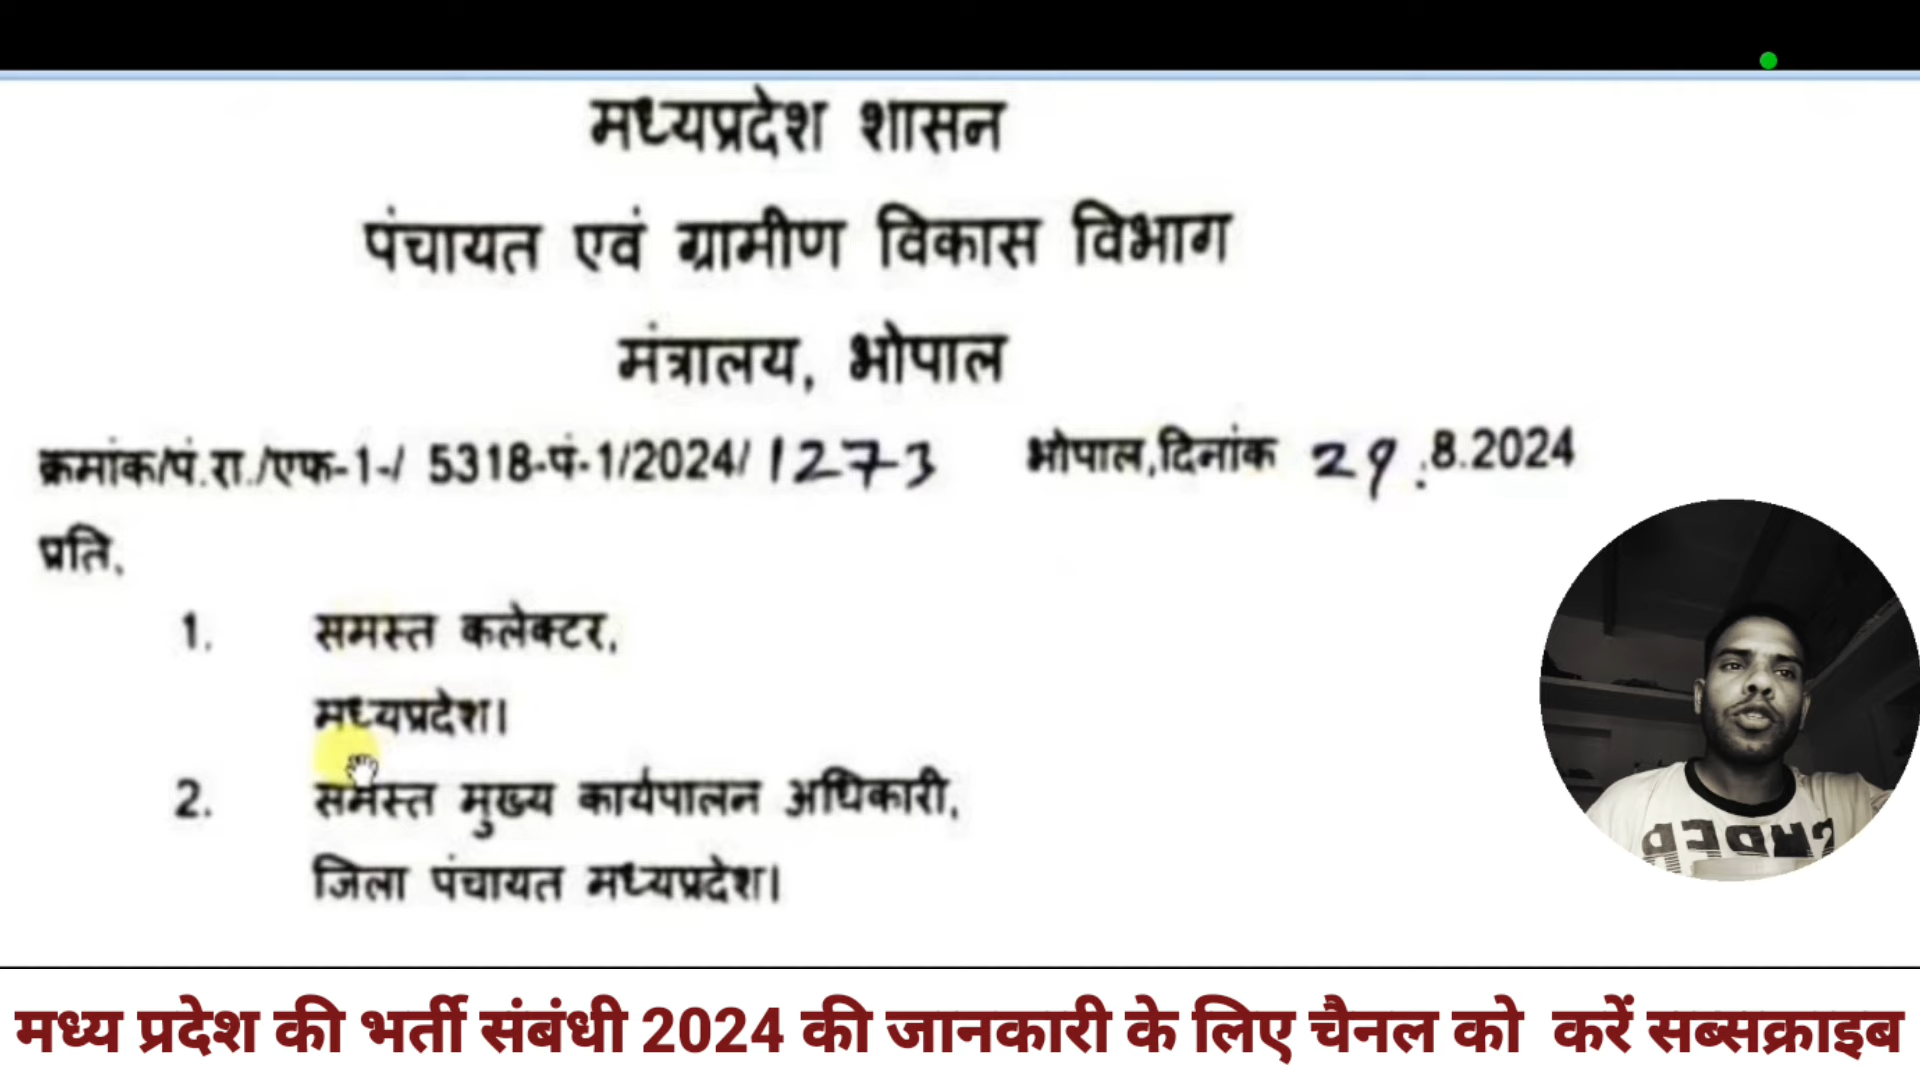 मध्यप्रदेश शासन
पंचायत एवं ग्रामीण विकास विभाग
मंत्रालय, भोपाल
क्रमांक/पं.रा./एफ-1-/ 5318-पं-1/2024/1273 भोपाल,दिनांक 29.8.2024
प्रति,
1. समस्त कलेक्टर,
मध्यप्रदेश।
2. समस्त मुख्य कार्यपालन अधिकारी,
जिला पंचायत मध्यप्रदेश।
मध्य प्रदेश की भर्ती संबंधी 2024 की जानकारी के लिए चैनल को करें सब्सक्राइब